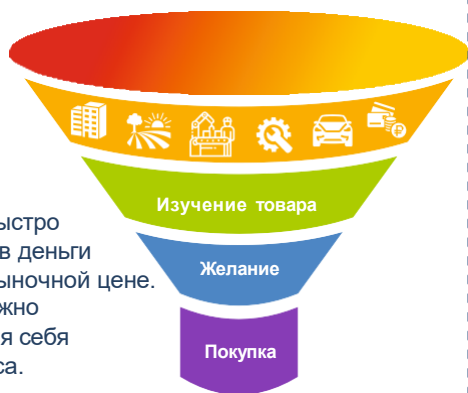 Изучение товара
Желание
Покупка
ыстро
в деньги
ыночной цене.
жно
я себя
са.